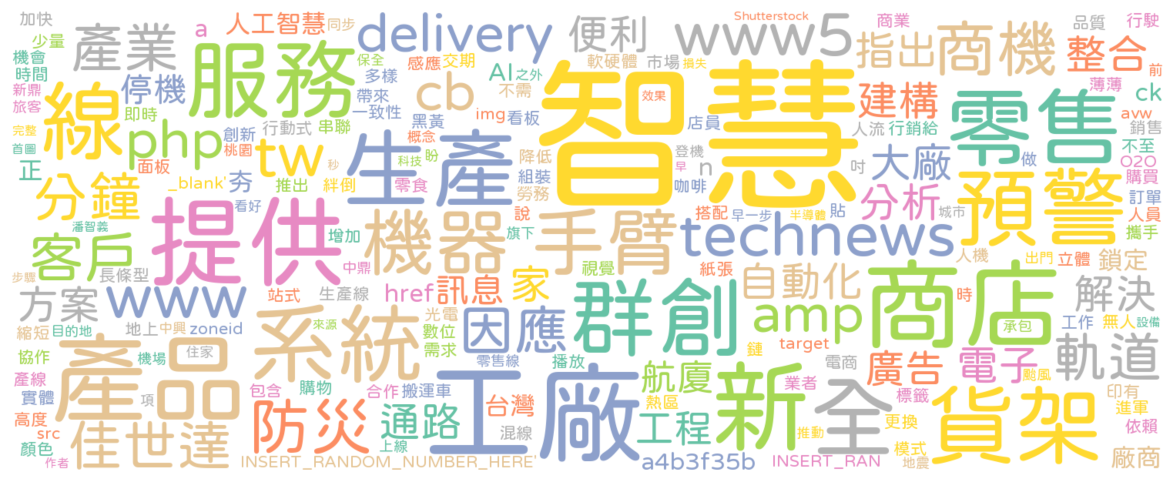 加快
產業
a
人工智慧
同步
delivery
便利
www5
Shutterstock
商業
品質
行駛
少量
機會
時間
停機
服務
保全
多樣
感應
交期
AI
之外
軟硬體
市場
損失
指出
商機
整合
前
新鼎
旅客
線
即時
帶來
一致性
cb
不需
智慧
效果
建構
薄薄
ck
avw
完整
首圖
php
創新
桃園
行動式
串聯
黑黃
概念
img
看板
店員
人流
行銷給
零售
銷售
不至
O2O
正
面板
tw
秒
生產
科技
盼
降低
組裝
勞務
登機
早
n
咖啡
吋
大廠
做
購買
訂單
分鐘
_blank'
夯
看好
推出
絆倒
零食
說
旗下
搭配
早一步
半導體
貼
分析
城市
預警
人員
攜手
潘智義
客戶
提供
增加
中鼎
機器
手臂
technews
人機
出門
立體
鎖定
步驟
長條型
方案
www
站式
生產線
href
訊息
家
視覺
紙張
自動化
商店
時
解決
縮短
目的地
地上
中興
zoneid
系統
來源
光電
數位
需求
因應
群創
amp
承包
工作
無人
設備
協作
機場
住家
零售線
播放
鏈
target
電商
軌道
產線
實體
產品
項
包含
購物
合作
搬運車
工廠
航廈
熱區
業者
廣告
電子
颱風
標籤
印有
進軍
高度
src
顏色
作者
佳世達
防災
通路
上線
台灣
混線
工程
新
推動
全
更換
模式
地震
貨架
依賴
廠商
INSERT_RANDOM_NUMBER_HERE'
a4b3f35b
INSERT_RAN